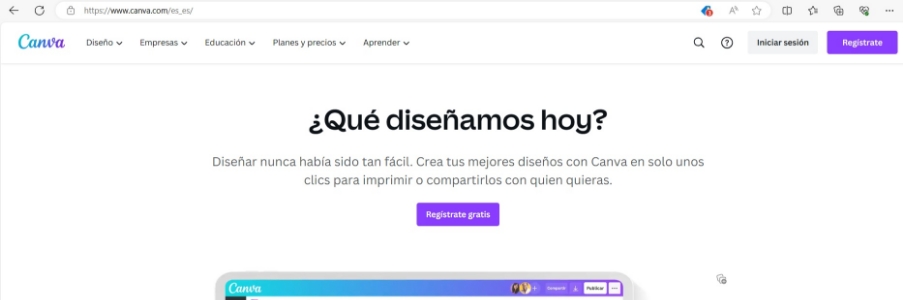 https://www.canva.com/es_es/
Canva Diseño Empresas Educación Planes y precios Aprender Iniciar sesión Regístrate
¿Qué diseñamos hoy?
Diseñar nunca había sido tan fácil. Crea tus mejores diseños con Canva en solo unos
clics para imprimir o compartirlos con quien quieras.
Regístrate gratis
Canva Compartir Publicar